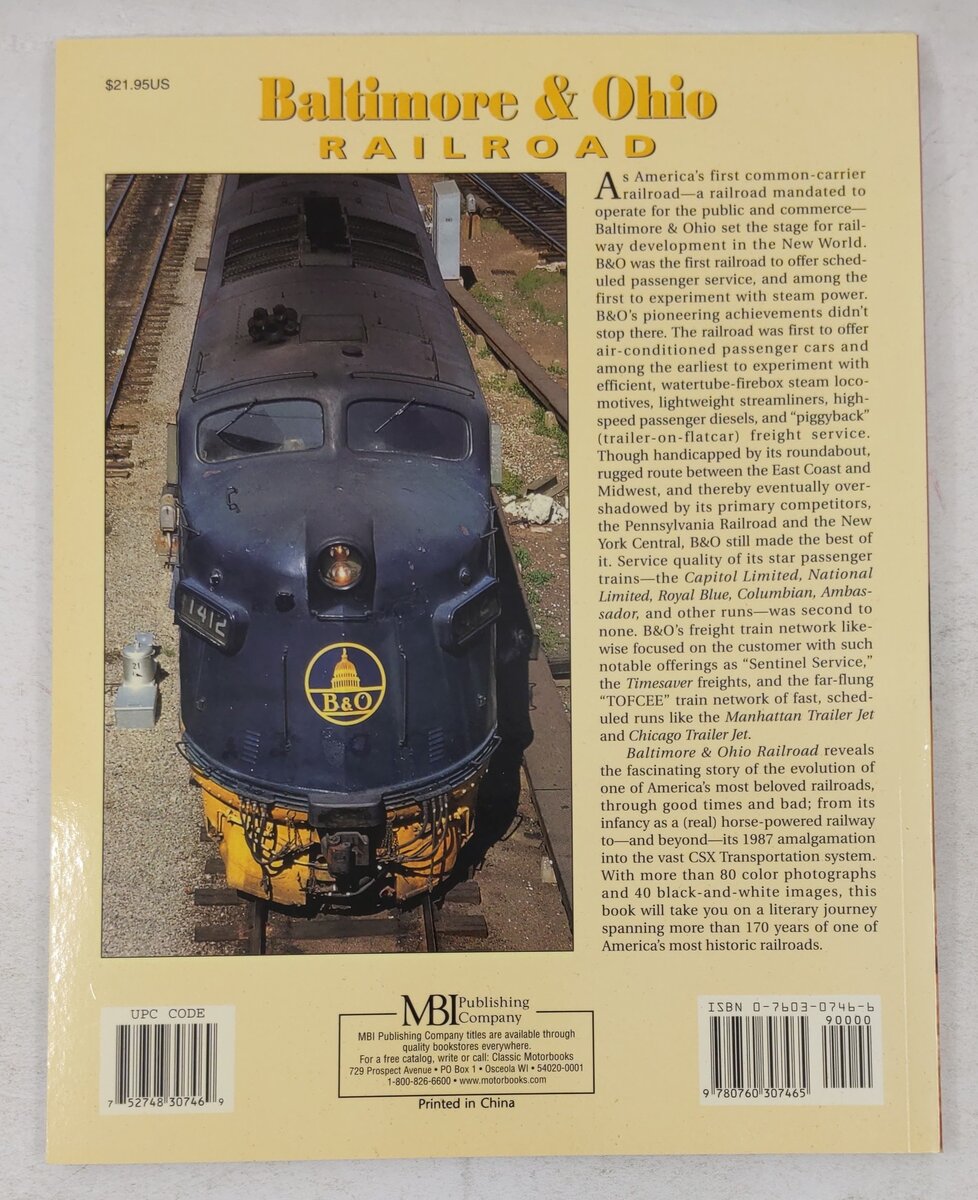 $21.95US
Baltimore & Ohio
RAILROAD
As America's first common-carrier
railroad—a railroad mandated to
operate for the public and commerce—
Baltimore & Ohio set the stage for rail-
way development in the New World.
B&O was the first railroad to offer sched-
uled passenger service, and among the
first to experiment with steam power.
B&O's pioneering achievements didn't
stop there. The railroad was first to offer
air-conditioned passenger cars and
among the earliest to experiment with
efficient, watertube-firebox steam loco-
motives, lightweight streamliners, high-
speed passenger diesels, and "piggyback"
(trailer-on-flatcar) freight service.
Though handicapped by its roundabout,
rugged route between the East Coast and
Midwest, and thereby eventually over-
shadowed by its primary competitors,
the Pennsylvania Railroad and the New
York Central, B&O still made the best of
it. Service quality of its star passenger
trains—the Capitol Limited, National
Limited, Royal Blue, Columbian, Ambas-
sador, and other runs—was second to
none. B&O's freight train network like-
wise focused on the customer with such
notable offerings as "Sentinel Service,"
the Timesaver freights, and the far-flung
"TOFCEE" train network of fast, sched-
uled runs like the Manhattan Trailer Jet
and Chicago Trailer Jet.
Baltimore & Ohio Railroad reveals
the fascinating story of the evolution of
one of America's most beloved railroads,
through good times and bad; from its
infancy as a (real) horse-powered railway
to—and beyond—its 1987 amalgamation
into the vast CSX Transportation system.
With more than 80 color photographs
and 40 black-and-white images, this
book will take you on a literary journey
spanning more than 170 years of one of
America's most historic railroads.
1412
B&O
21
UPC CODE
7 52748 30746 9
MBI Publishing
Company
MBI Publishing Company titles are available through
quality bookstores everywhere.
For a free catalog, write or call: Classic Motorbooks
729 Prospect Avenue • PO Box 1 • Osceola WI • 54020-0001
1-800-826-6600 • www.motorbooks.com
Printed in China
ISBN 0-7603-0746-6
90000
9 780760 307465